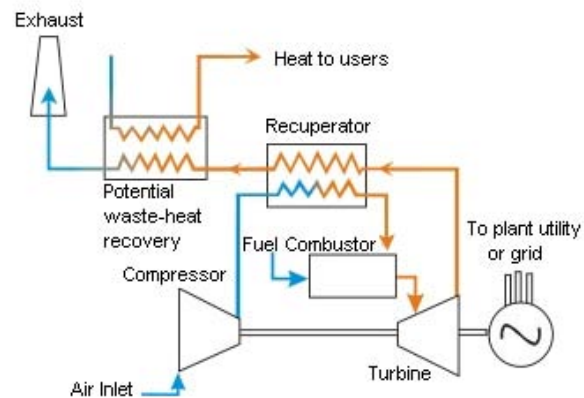 Exhaust
Heat to users
Recuperator
Potential
waste-heat
recovery
Fuel Combustor
To plant utility
or grid
Compressor
Turbine
Air Inlet